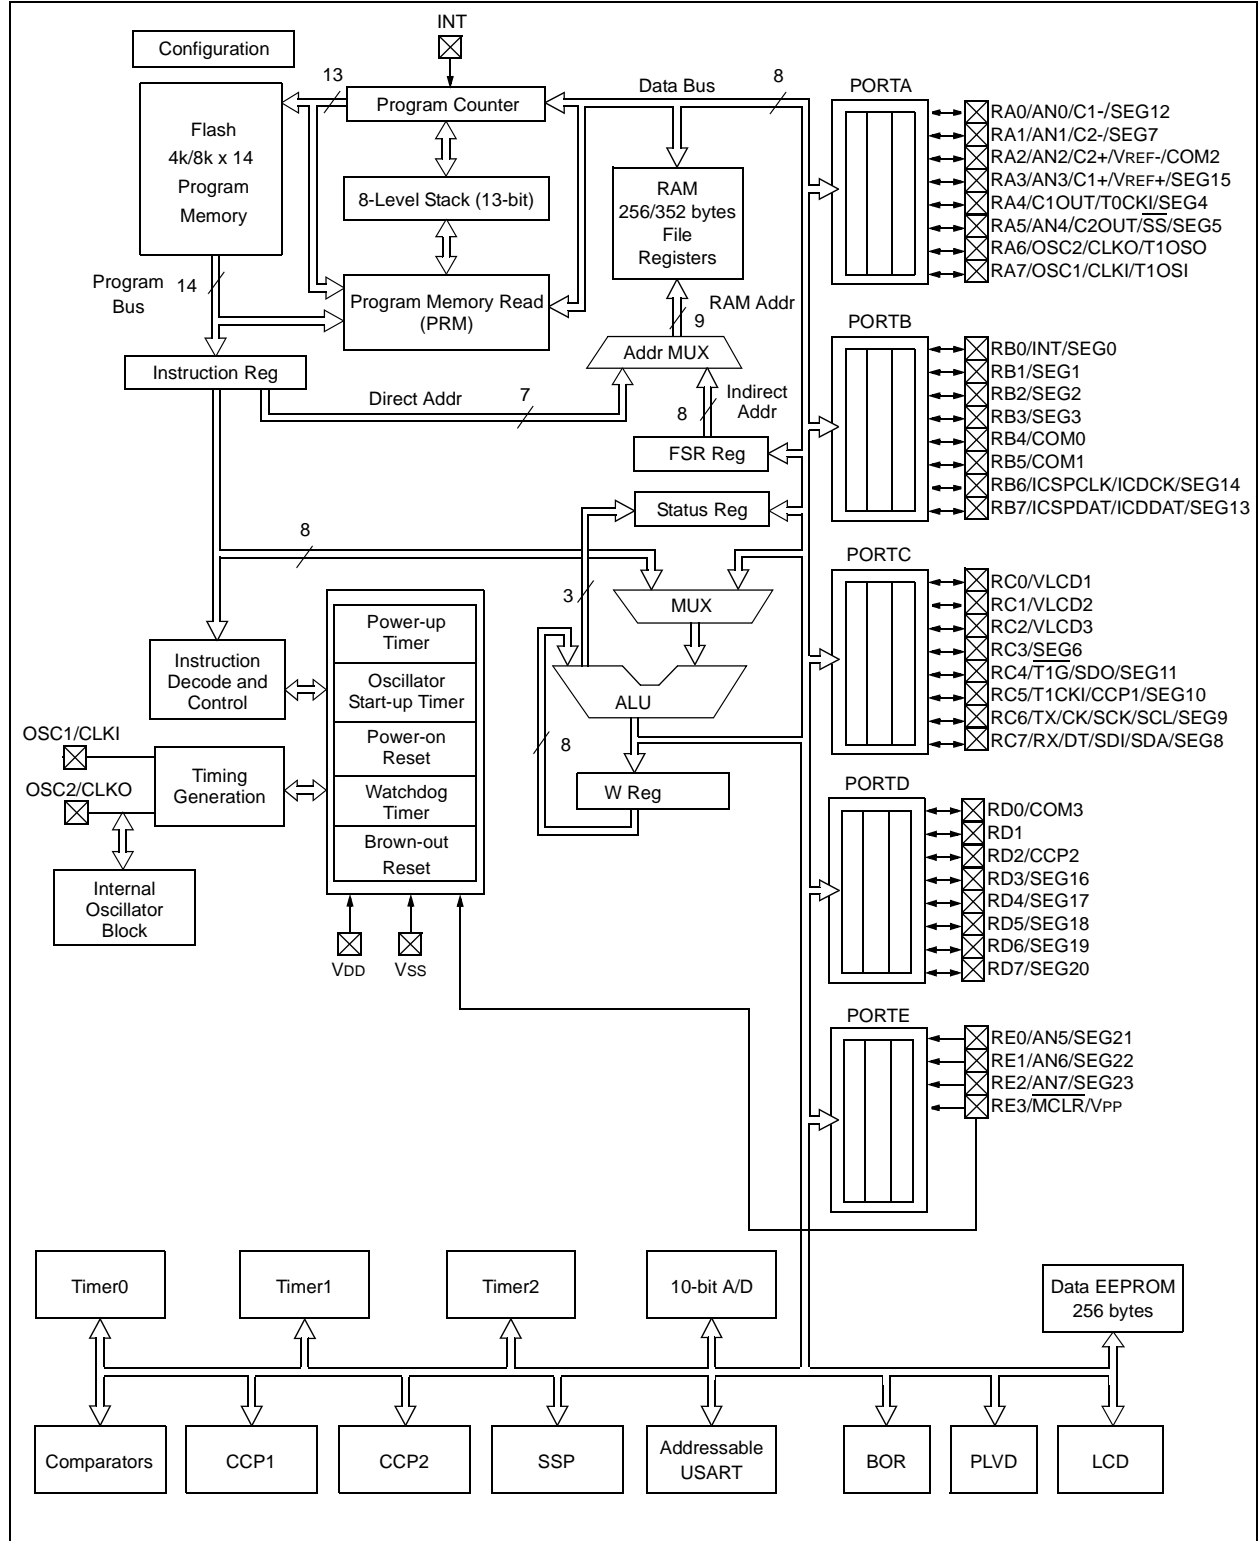 INT
Configuration
13
Program Counter
Data Bus
8
Flash
4k/8k x 14
Program
Memory
8-Level Stack (13-bit)
RAM
256/352 bytes
File
Registers
Program
Bus
14
Program Memory Read
(PRM)
RAM Addr
9
Addr MUX
Instruction Reg
Direct Addr
7
Indirect
Addr
8
FSR Reg
Status Reg
8
3
MUX
Power-up
Timer
Oscillator
Start-up Timer
Power-on
Reset
Watchdog
Timer
Brown-out
Reset
Instruction
Decode and
Control
ALU
8
W Reg
OSC1/CLKI
OSC2/CLKO
Timing
Generation
Internal
Oscillator
Block
VDD
VSS
PORTA
RA0/AN0/C1-/SEG12
RA1/AN1/C2-/SEG7
RA2/AN2/C2+/VREF-/COM2
RA3/AN3/C1+/VREF+/SEG15
RA4/C1OUT/T0CKI/SEG4
RA5/AN4/C2OUT/SS/SEG5
RA6/OSC2/CLKO/T1OSO
RA7/OSC1/CLKI/T1OSI
PORTB
RB0/INT/SEG0
RB1/SEG1
RB2/SEG2
RB3/SEG3
RB4/COM0
RB5/COM1
RB6/ICSPCLK/ICDCK/SEG14
RB7/ICSPDAT/ICDDAT/SEG13
PORTC
RC0/VLCD1
RC1/VLCD2
RC2/VLCD3
RC3/SEG6
RC4/T1G/SDO/SEG11
RC5/T1CKI/CCP1/SEG10
RC6/TX/CK/SCK/SCL/SEG9
RC7/RX/DT/SDI/SDA/SEG8
PORTD
RD0/COM3
RD1
RD2/CCP2
RD3/SEG16
RD4/SEG17
RD5/SEG18
RD6/SEG19
RD7/SEG20
PORTE
RE0/AN5/SEG21
RE1/AN6/SEG22
RE2/AN7/SEG23
RE3/MCLR/VPP
Timer0
Timer1
Timer2
10-bit A/D
Data EEPROM
256 bytes
Comparators
CCP1
CCP2
SSP
Addressable
USART
BOR
PLVD
LCD